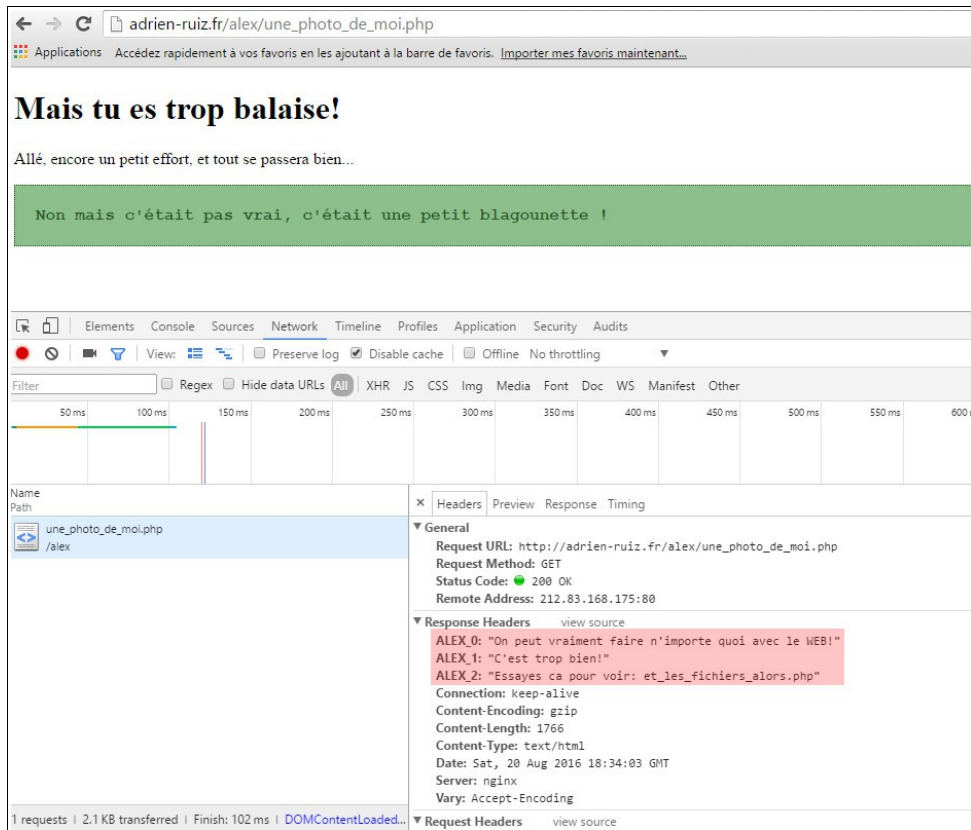 adrien-ruiz.fr/alex/une_photo_de_moi.php
Applications Accédez rapidement à vos favoris en les ajoutant à la barre de favoris. Importer mes favoris maintenant...
Mais tu es trop balaise!
Allé, encore un petit effort, et tout se passera bien...
Non mais c'était pas vrai, c'était une petit blagounette !
Elements Console Sources Network Timeline Profiles Application Security Audits
View: Preserve log Disable cache Offline No throttling
Filter Regex Hide data URLs All XHR JS CSS Img Media Font Doc WS Manifest Other
50 ms 100 ms 150 ms 200 ms 250 ms 300 ms 350 ms 400 ms 450 ms 500 ms 550 ms 600
Name
Path
une_photo_de_moi.php
/alex
× Headers Preview Response Timing
General
Request URL: http://adrien-ruiz.fr/alex/une_photo_de_moi.php
Request Method: GET
Status Code: 200 OK
Remote Address: 212.83.168.175:80
Response Headers view source
ALEX_0: "On peut vraiment faire n'importe quoi avec le WEB!"
ALEX_1: "C'est trop bien!"
ALEX_2: "Essayes ca pour voir: et_les_fichiers_alors.php"
Connection: keep-alive
Content-Encoding: gzip
Content-Length: 1766
Content-Type: text/html
Date: Sat, 20 Aug 2016 18:34:03 GMT
Server: nginx
Vary: Accept-Encoding
Request Headers view source
1 requests | 2.1 KB transferred | Finish: 102 ms | DOMContentLoaded...